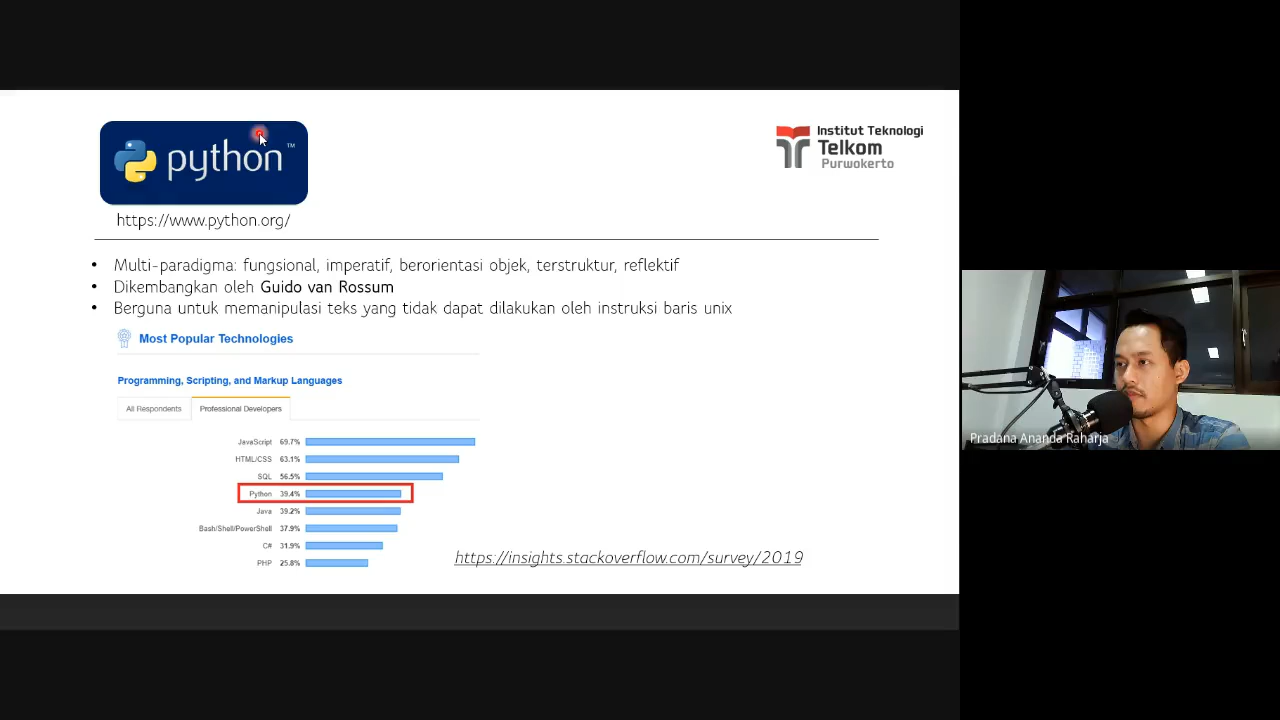 python™
Institut Teknologi
Telkom
Purwokerto
https://www.python.org/
• Multi-paradigma: fungsional, imperatif, berorientasi objek, terstruktur, reflektif
• Dikembangkan oleh Guido van Rossum
• Berguna untuk memanipulasi teks yang tidak dapat dilakukan oleh instruksi baris unix
Most Popular Technologies
Programming, Scripting, and Markup Languages
All Respondents Professional Developers
JavaScript 69.7%
HTML/CSS 63.1%
SQL 56.5%
Python 39.4%
Java 39.2%
Bash/Shell/PowerShell 37.9%
C# 31.9%
PHP 25.8%
https://insights.stackoverflow.com/survey/2019
Pradana Ananda Raharja